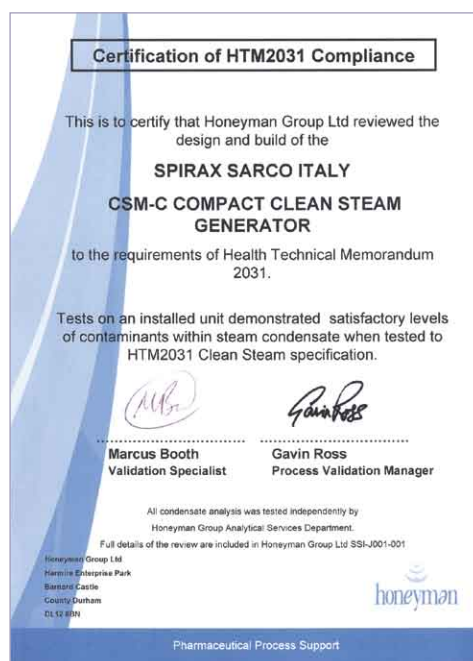 Certification of HTM2031 Compliance
This is to certify that Honeyman Group Ltd reviewed the
design and build of the
SPIRAX SARCO ITALY
CSM-C COMPACT CLEAN STEAM
GENERATOR
to the requirements of Health Technical Memorandum
2031.
Tests on an installed unit demonstrated satisfactory levels
of contaminants within steam condensate when tested to
HTM2031 Clean Steam specification.
Gavin Ross
Marcus Booth
Validation Specialist
Gavin Ross
Process Validation Manager
All condensate analysis was tested independently by
Honeyman Group Analytical Services Department.
Full details of the review are included in Honeyman Group Ltd SSI-J001-001
Honeyman Group Ltd
Harmire Enterprise Park
Barnard Castle
County Durham
DL12 8BN
honeyman
Pharmaceutical Process Support